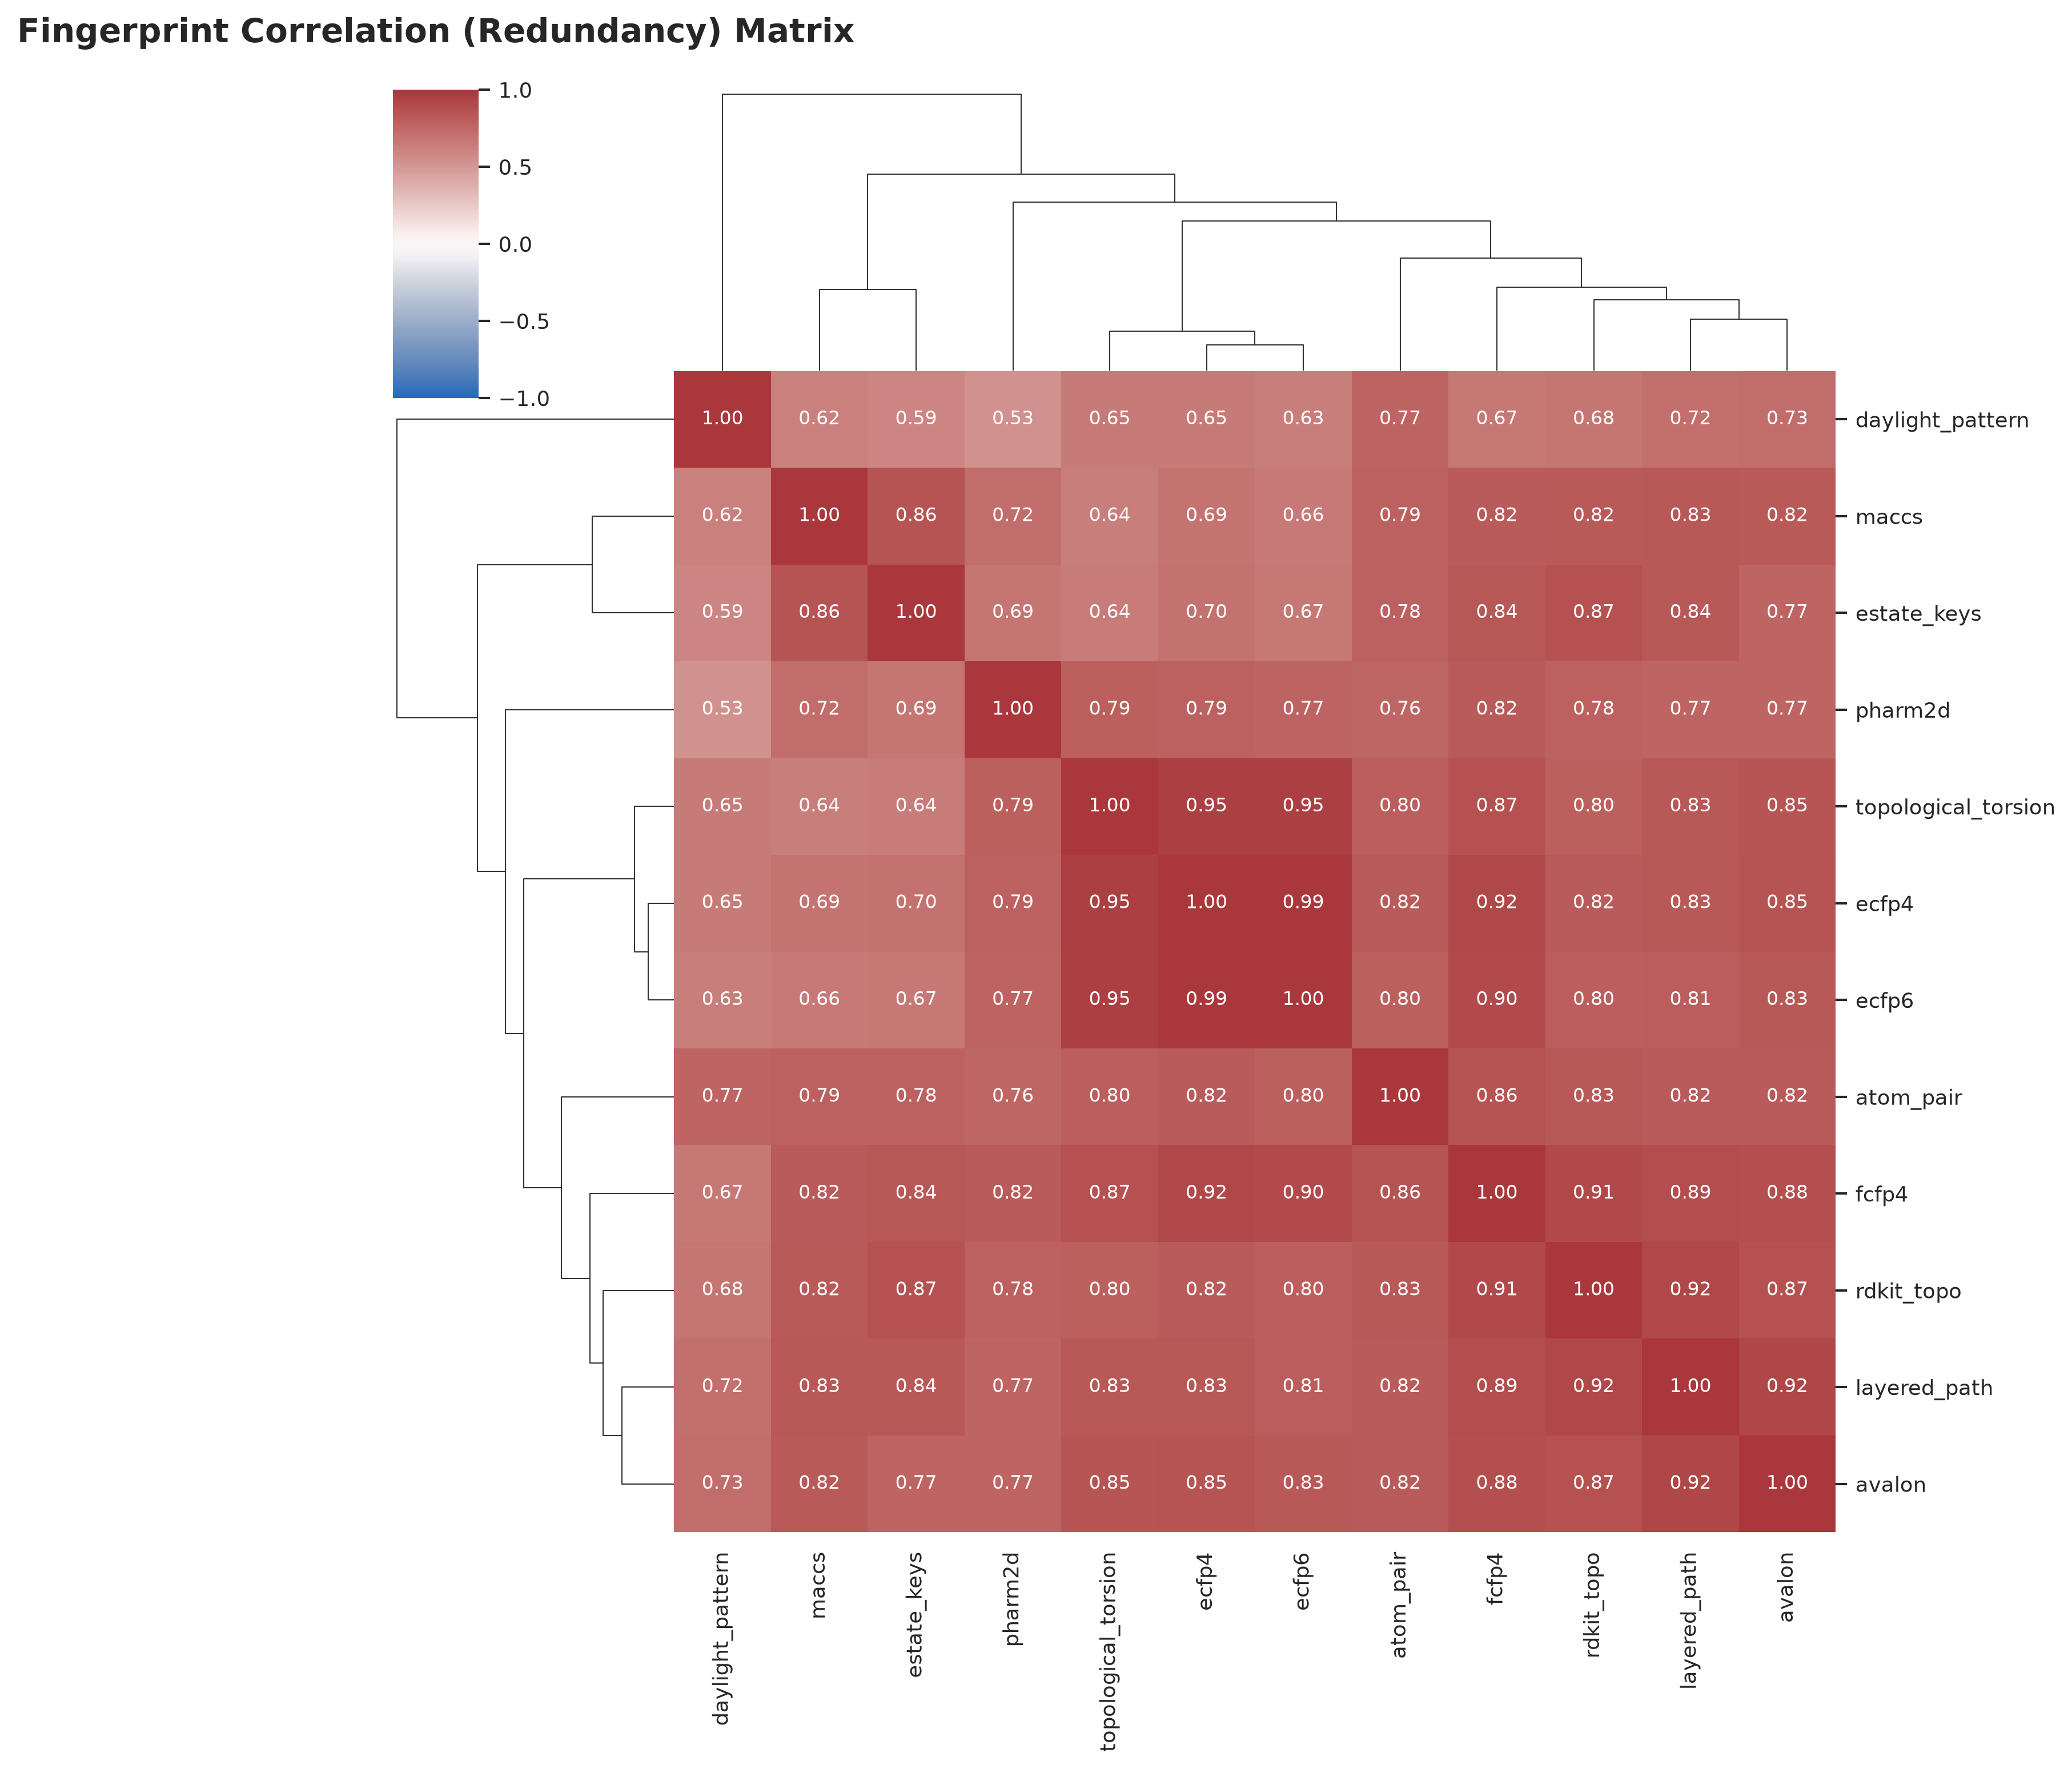 Fingerprint Correlation (Redundancy) Matrix
1.0
0.5
0.0
−0.5
−1.0
1.00 0.62 0.59 0.53 0.65 0.65 0.63 0.77 0.67 0.68 0.72 0.73 daylight_pattern
0.62 1.00 0.86 0.72 0.64 0.69 0.66 0.79 0.82 0.82 0.83 0.82 maccs
0.59 0.86 1.00 0.69 0.64 0.70 0.67 0.78 0.84 0.87 0.84 0.77 estate_keys
0.53 0.72 0.69 1.00 0.79 0.79 0.77 0.76 0.82 0.78 0.77 0.77 pharm2d
0.65 0.64 0.64 0.79 1.00 0.95 0.95 0.80 0.87 0.80 0.83 0.85 topological_torsion
0.65 0.69 0.70 0.79 0.95 1.00 0.99 0.82 0.92 0.82 0.83 0.85 ecfp4
0.63 0.66 0.67 0.77 0.95 0.99 1.00 0.80 0.90 0.80 0.81 0.83 ecfp6
0.77 0.79 0.78 0.76 0.80 0.82 0.80 1.00 0.86 0.83 0.82 0.82 atom_pair
0.67 0.82 0.84 0.82 0.87 0.92 0.90 0.86 1.00 0.91 0.89 0.88 fcfp4
0.68 0.82 0.87 0.78 0.80 0.82 0.80 0.83 0.91 1.00 0.92 0.87 rdkit_topo
0.72 0.83 0.84 0.77 0.83 0.83 0.81 0.82 0.89 0.92 1.00 0.92 layered_path
0.73 0.82 0.77 0.77 0.85 0.85 0.83 0.82 0.88 0.87 0.92 1.00 avalon
daylight_pattern
maccs
estate_keys
pharm2d
topological_torsion
ecfp4
ecfp6
atom_pair
fcfp4
rdkit_topo
layered_path
avalon